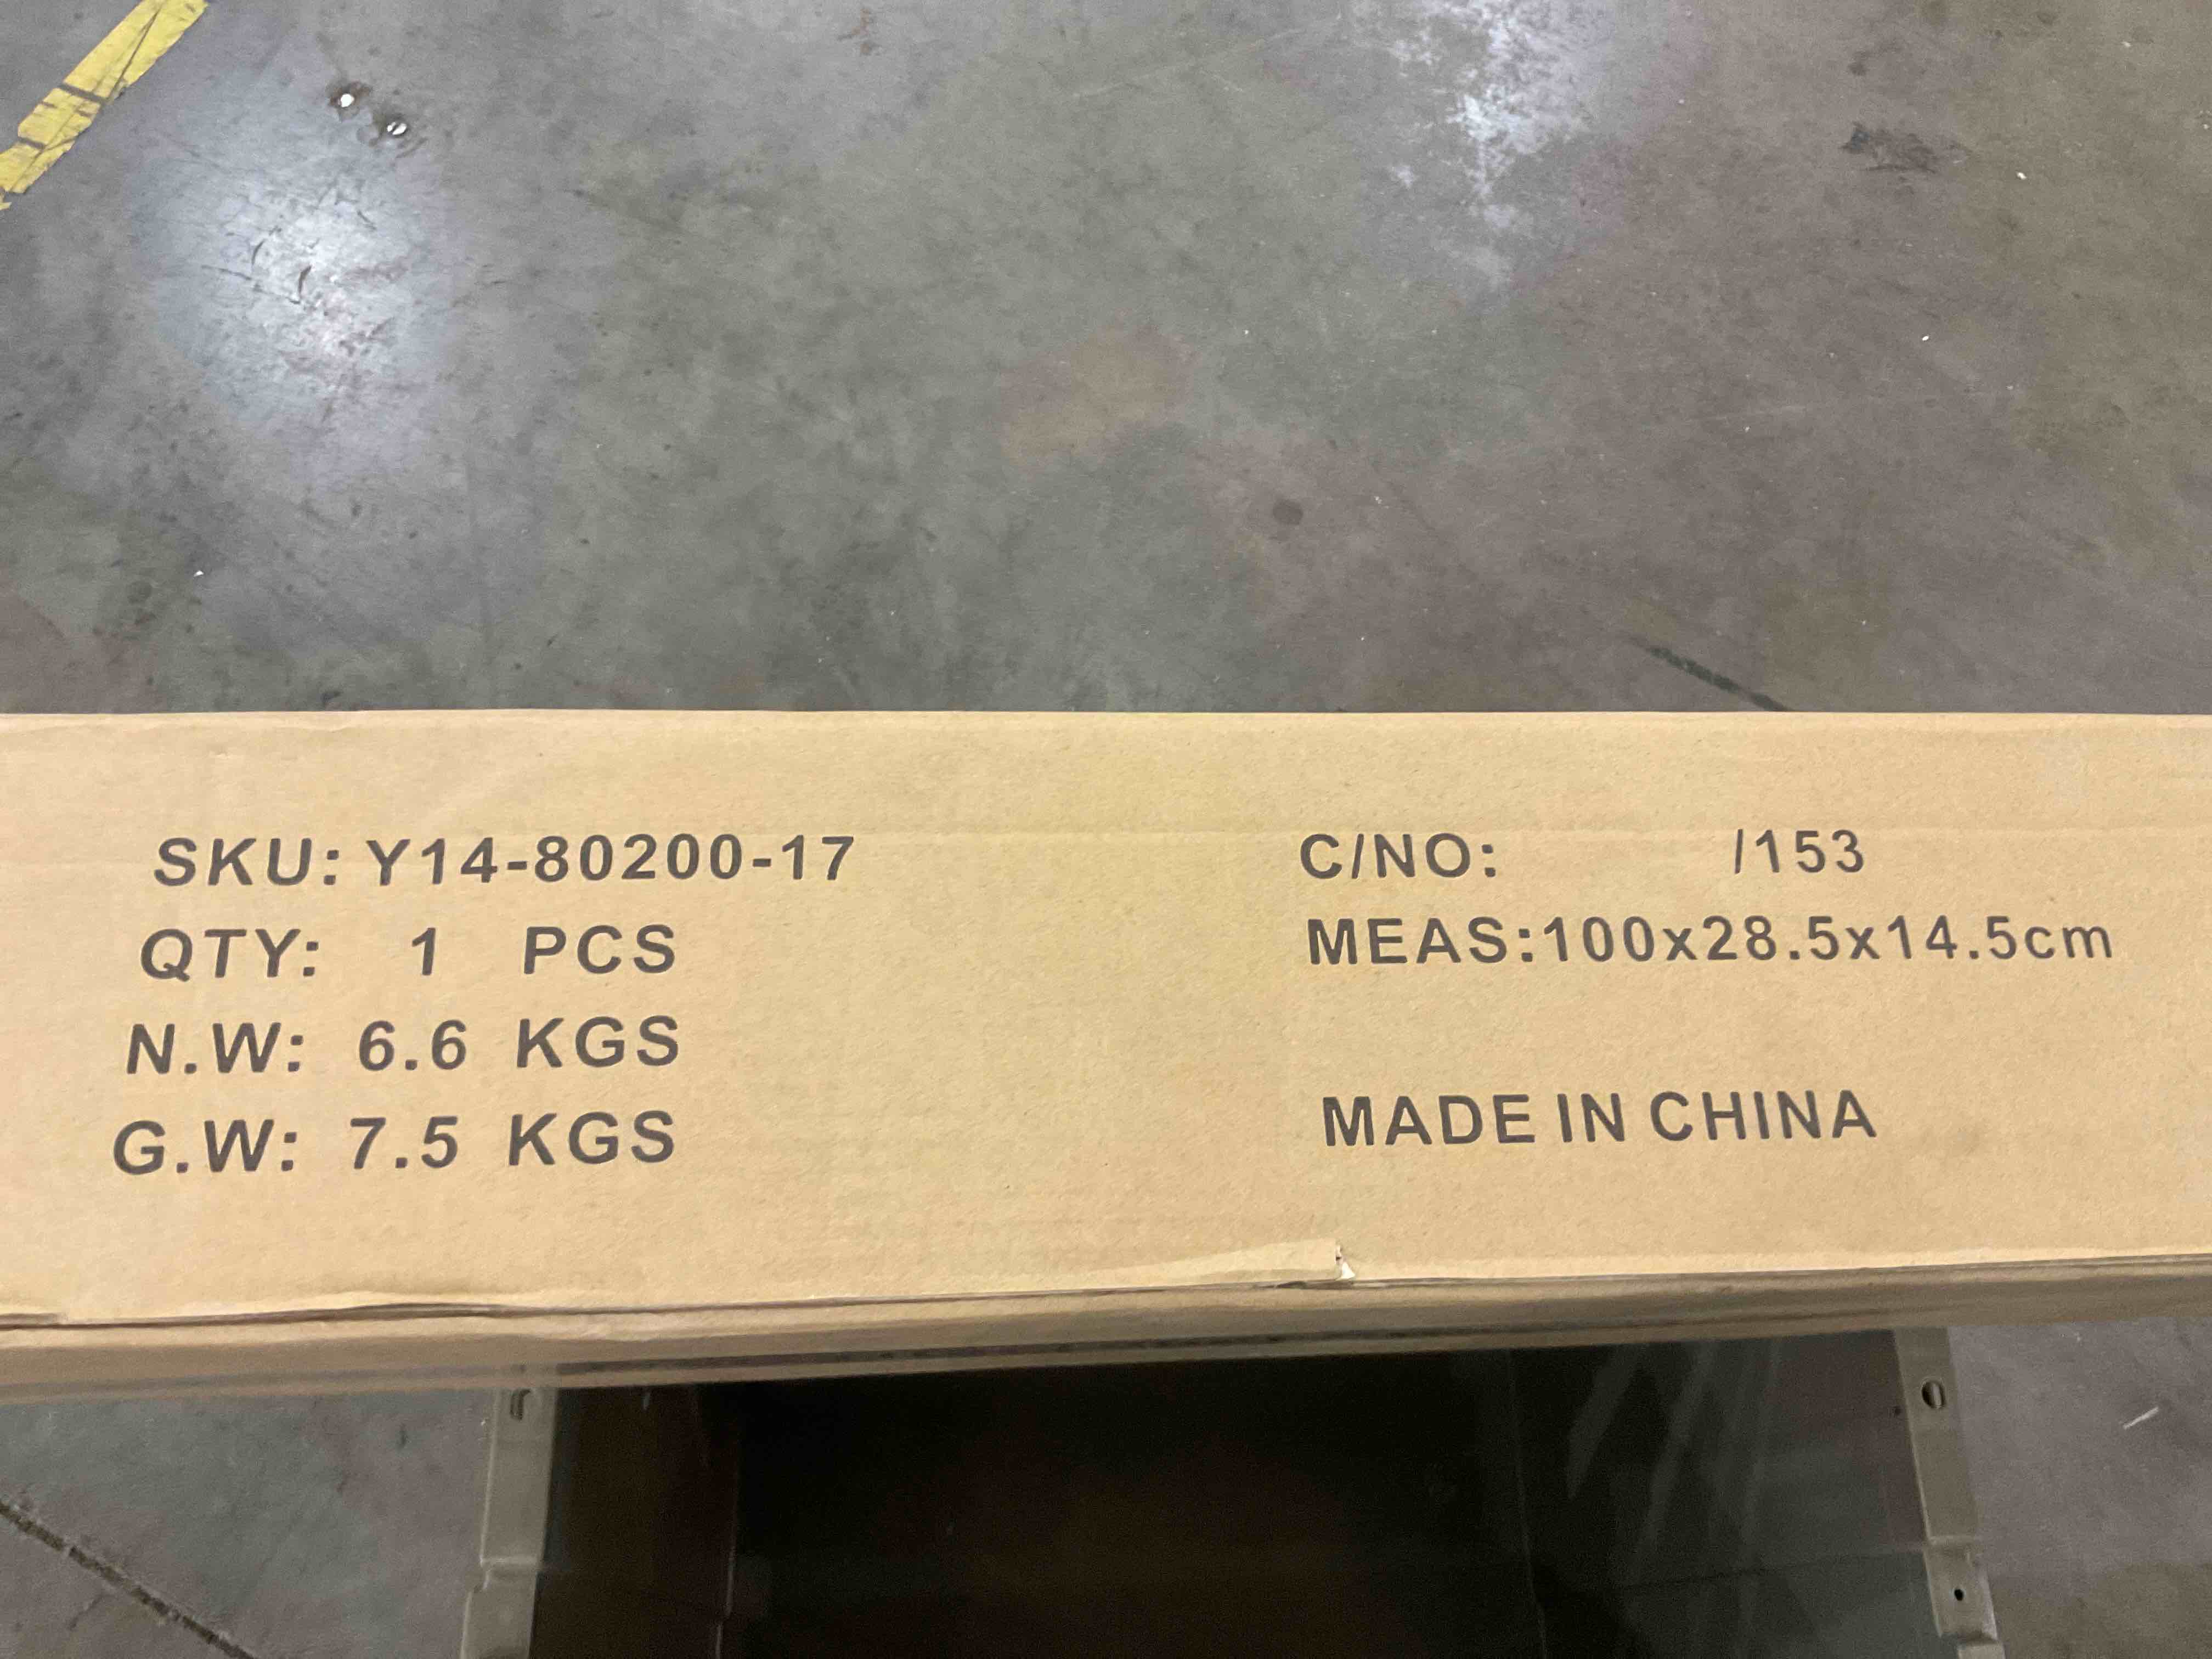 SKU: Y14-80200-17
QTY: 1 PCS
N.W: 6.6 KGS
G.W: 7.5 KGS
C/NO: /153
MEAS:100x28.5x14.5cm
MADE IN CHINA